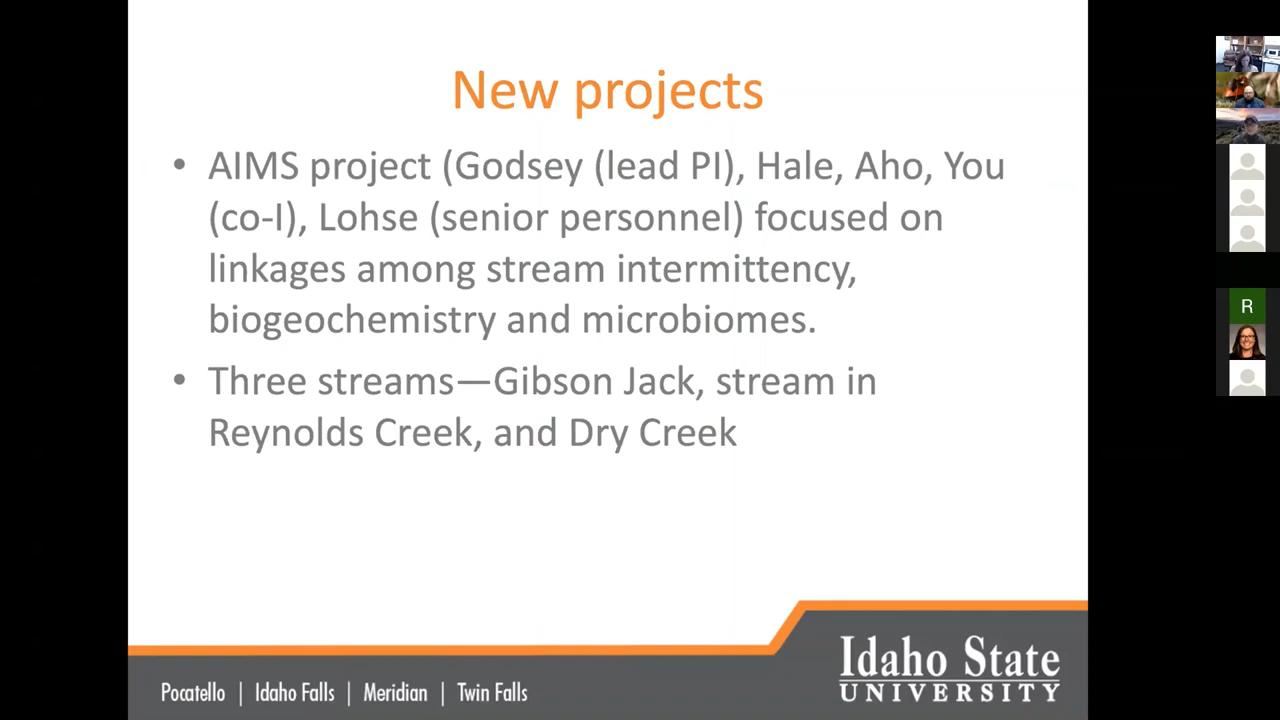 New projects
• AIMS project (Godsey (lead PI), Hale, Aho, You
(co-I), Lohse (senior personnel) focused on
linkages among stream intermittency,
biogeochemistry and microbiomes.
• Three streams—Gibson Jack, stream in
Reynolds Creek, and Dry Creek
Pocatello | Idaho Falls | Meridian | Twin Falls
Idaho State
UNIVERSITY
R